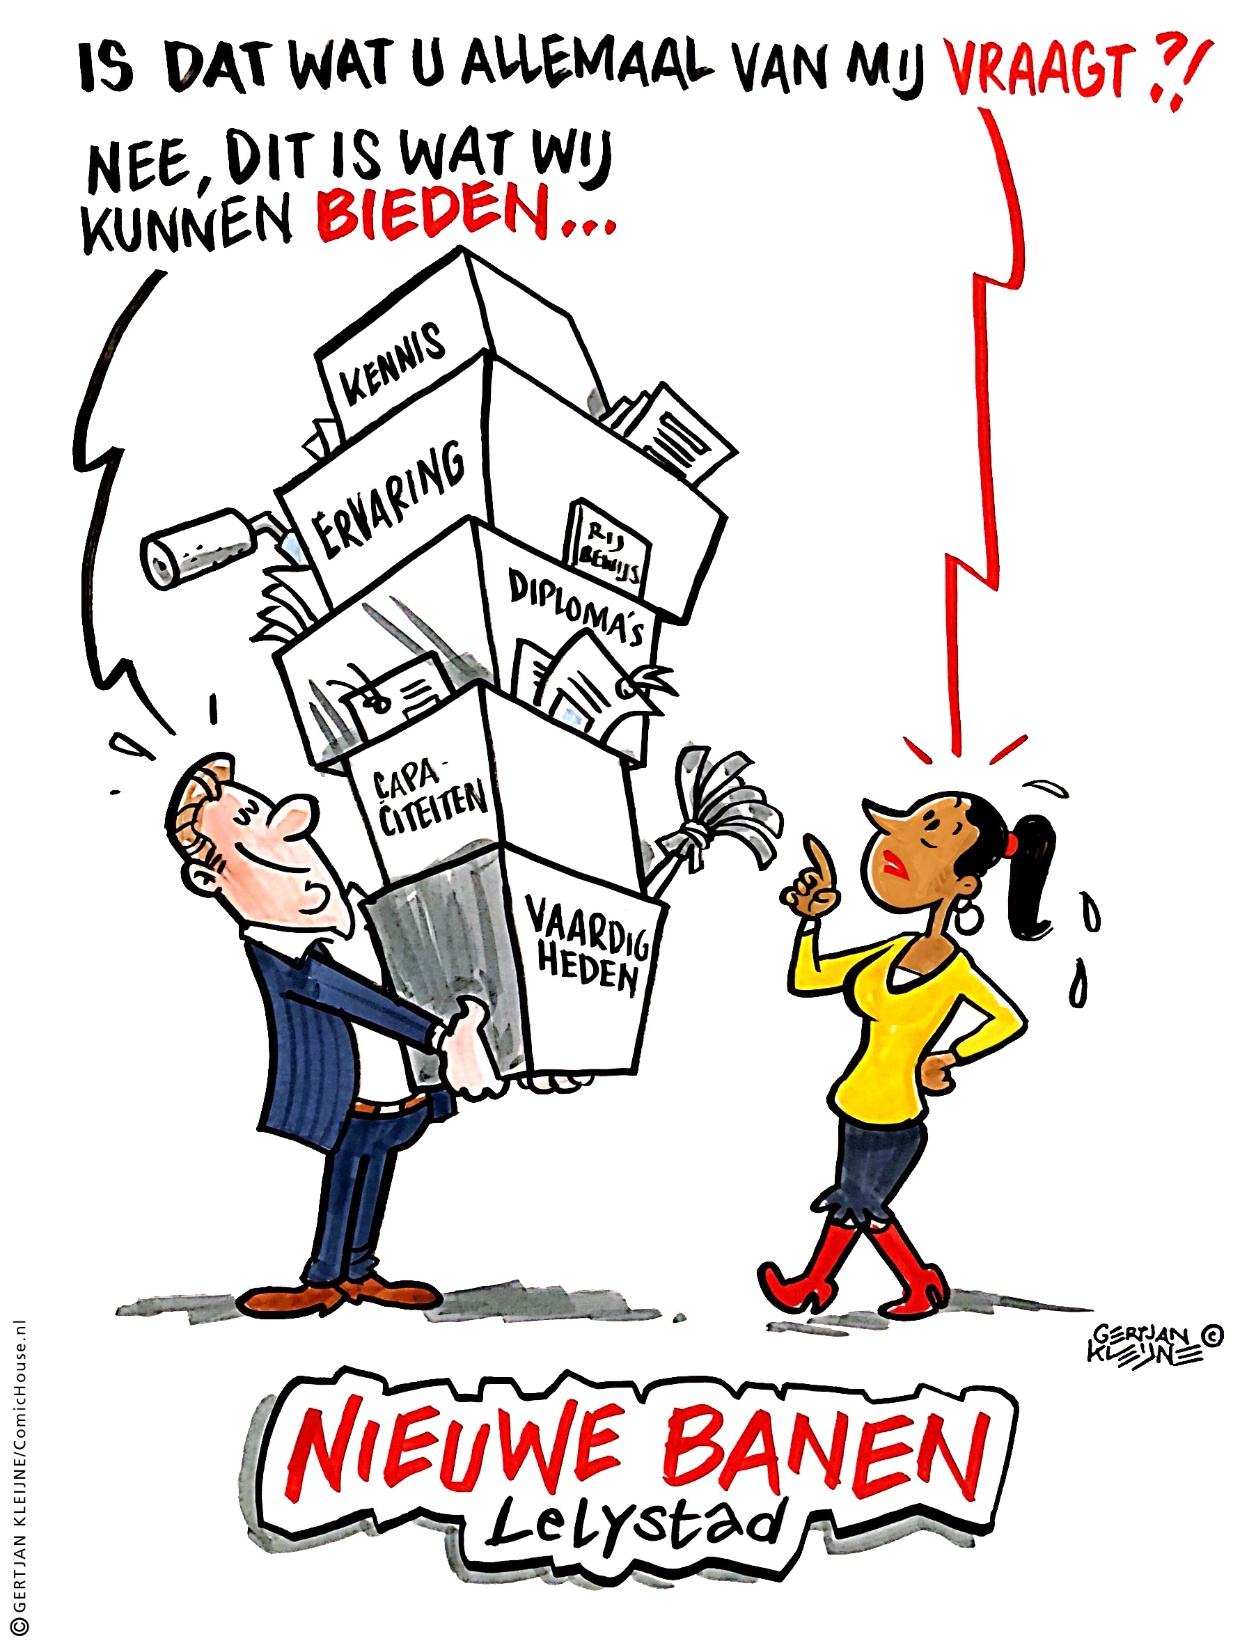 IS DAT WAT U ALLEMAAL VAN MIJ VRAAGT?!
NEE, DIT IS WAT WIJ
KUNNEN BIEDEN...
KENNIS
ERVARING
RIJ
BEWIJS
DIPLOMA'S
CAPA-
CITEITEN
VAARDIG
HEDEN
GERTJAN ©
KLEIJNE
NIEUWE BANEN
Lelystad
© GERTJAN KLEIJNE/ComicHouse.nl